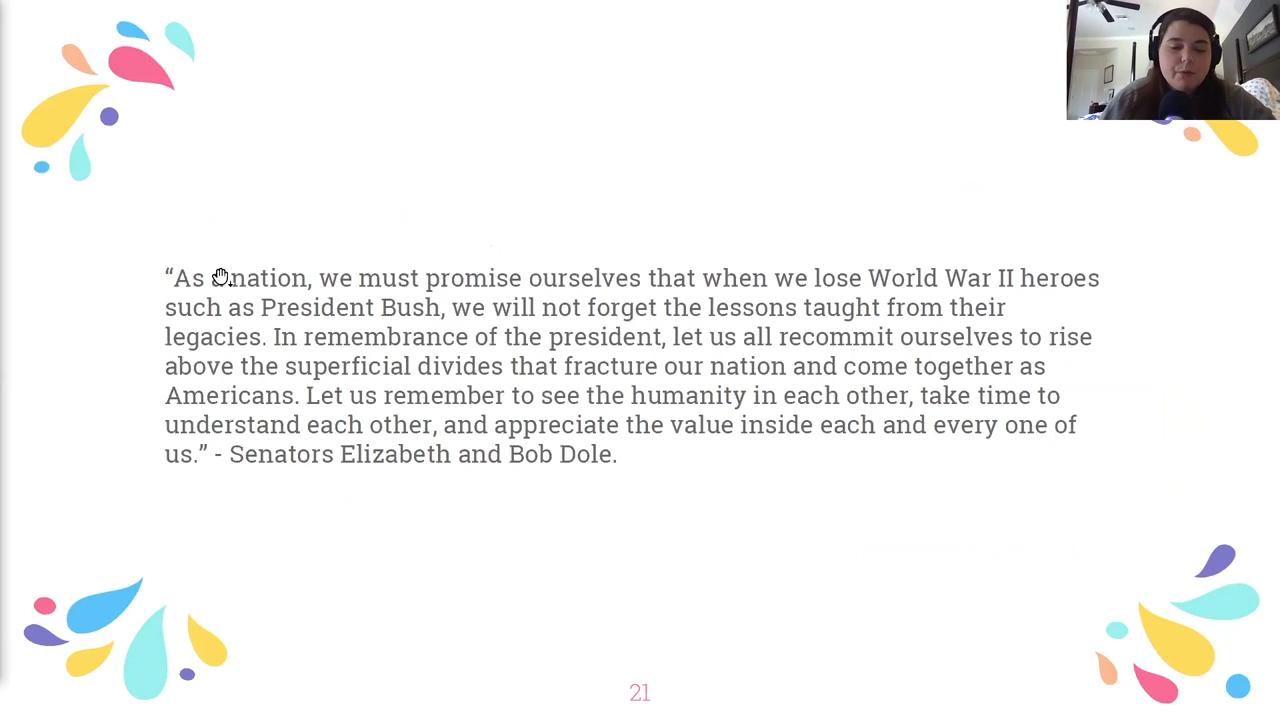 “As a nation, we must promise ourselves that when we lose World War II heroes
such as President Bush, we will not forget the lessons taught from their
legacies. In remembrance of the president, let us all recommit ourselves to rise
above the superficial divides that fracture our nation and come together as
Americans. Let us remember to see the humanity in each other, take time to
understand each other, and appreciate the value inside each and every one of
us.” - Senators Elizabeth and Bob Dole.
21